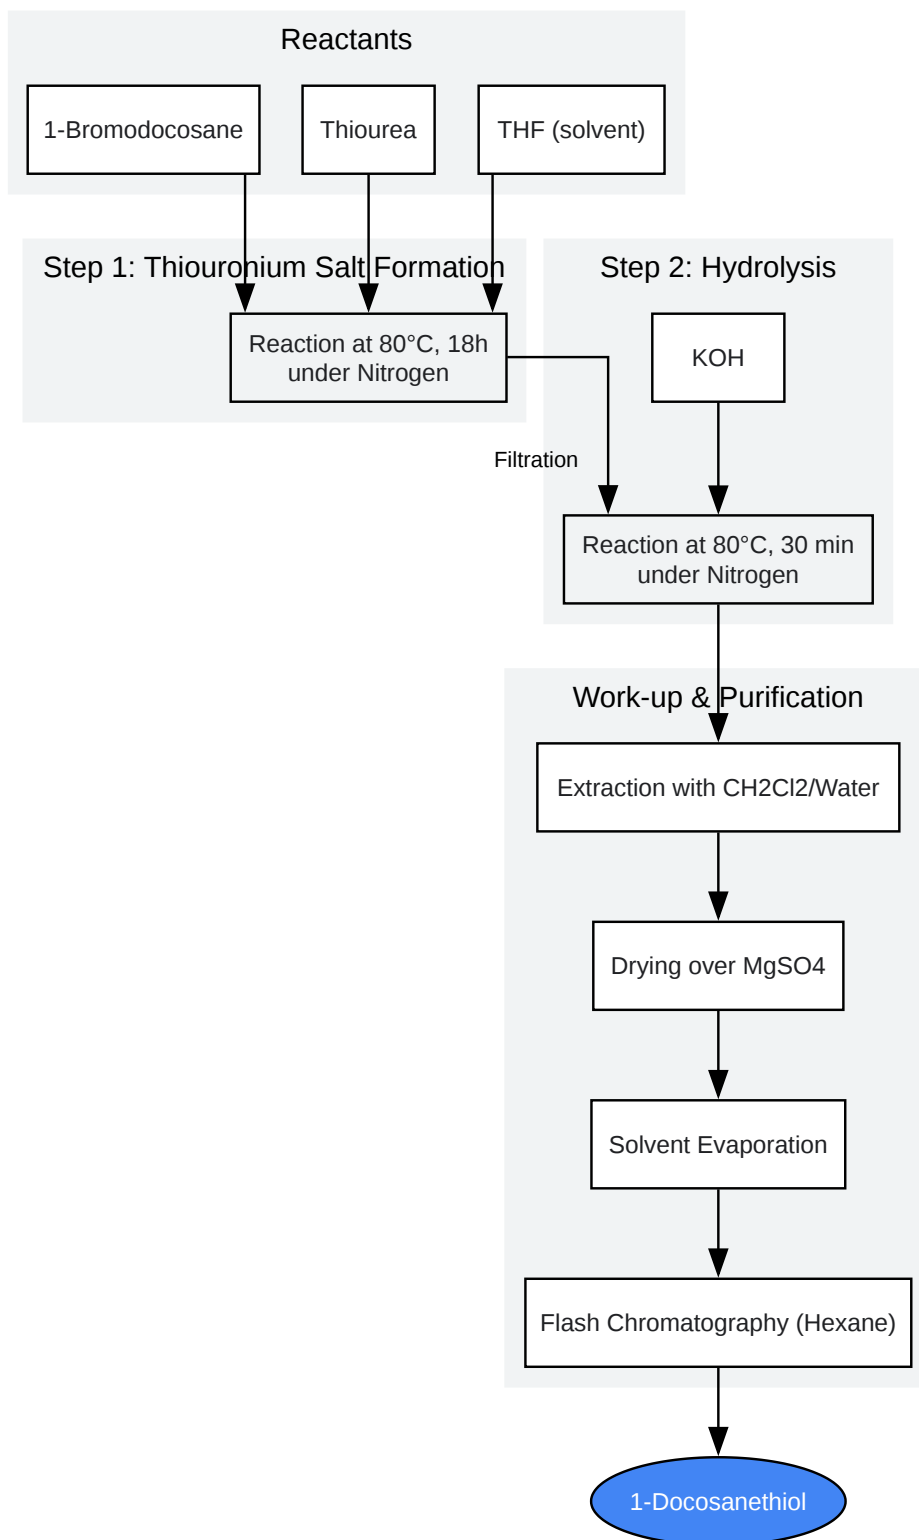 Reactants
1-Bromodocosane
Thiourea
THF (solvent)
Step 1: Thiouronium Salt Formation
Reaction at 80°C, 18h
under Nitrogen
Step 2: Hydrolysis
KOH
Filtration
Reaction at 80°C, 30 min
under Nitrogen
Work-up & Purification
Extraction with CH2Cl2/Water
Drying over MgSO4
Solvent Evaporation
Flash Chromatography (Hexane)
1-Docosanethiol